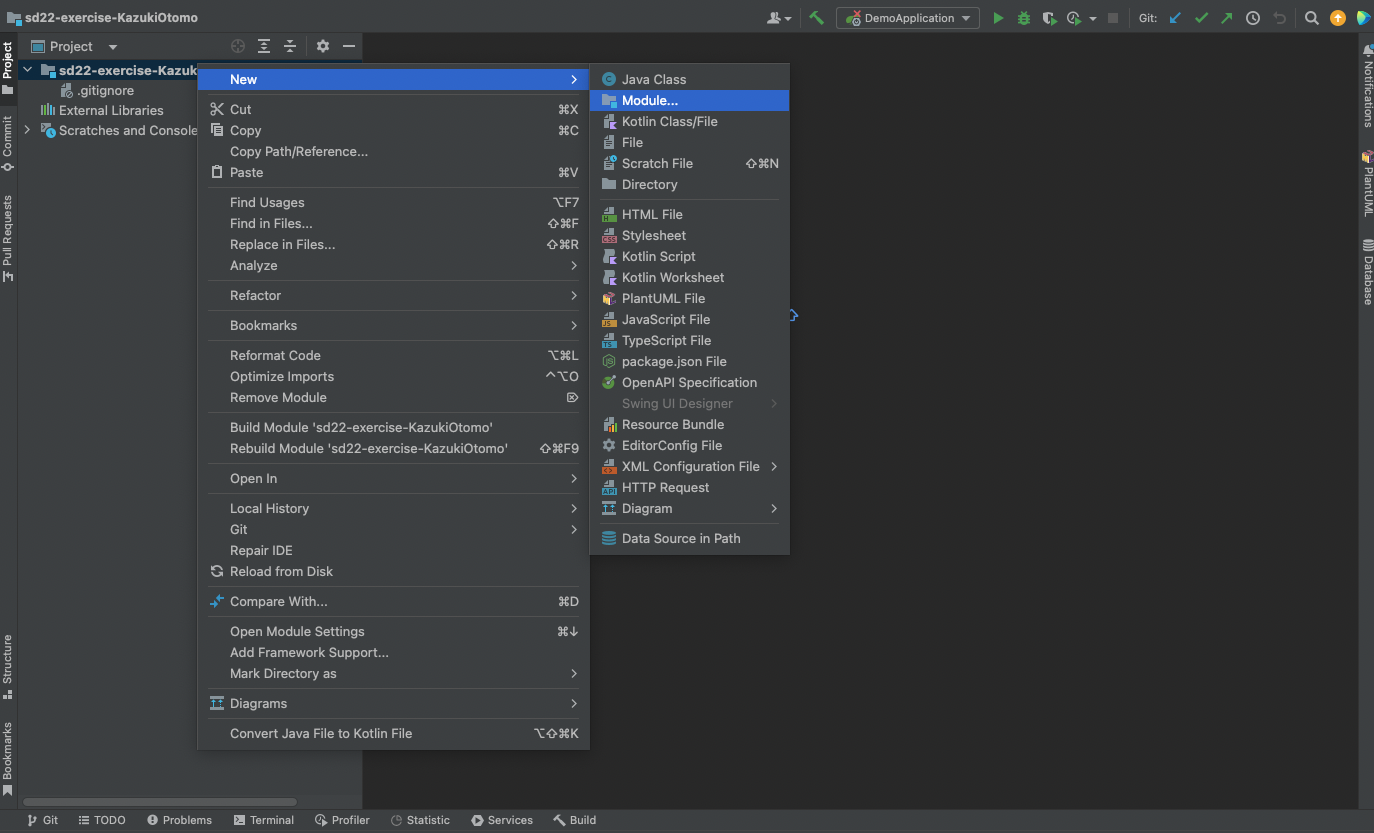 sd22-exercise-KazukiOtomo
DemoApplication
Git:
Project
Project
Commit
Pull Requests
Structure
Bookmarks
sd22-exercise-Kazuk
.gitignore
External Libraries
Scratches and Console
New
Cut ⌘X
Copy ⌘C
Copy Path/Reference...
Paste ⌘V
Find Usages ⌥F7
Find in Files... ⇧⌘F
Replace in Files... ⇧⌘R
Analyze
Refactor
Bookmarks
Reformat Code ⌥⌘L
Optimize Imports ^⌥O
Remove Module ⌦
Build Module 'sd22-exercise-KazukiOtomo'
Rebuild Module 'sd22-exercise-KazukiOtomo' ⇧⌘F9
Open In
Local History
Git
Repair IDE
Reload from Disk
Compare With... ⌘D
Open Module Settings ⌘↓
Add Framework Support...
Mark Directory as
Diagrams
Convert Java File to Kotlin File ⌥⇧⌘K
Java Class
Module...
Kotlin Class/File
File
Scratch File ⇧⌘N
Directory
HTML File
Stylesheet
Kotlin Script
Kotlin Worksheet
PlantUML File
JavaScript File
TypeScript File
package.json File
OpenAPI Specification
Swing UI Designer
Resource Bundle
EditorConfig File
XML Configuration File
HTTP Request
Diagram
Data Source in Path
Notifications
PlantUML
Database
Git
TODO
Problems
Terminal
Profiler
Statistic
Services
Build